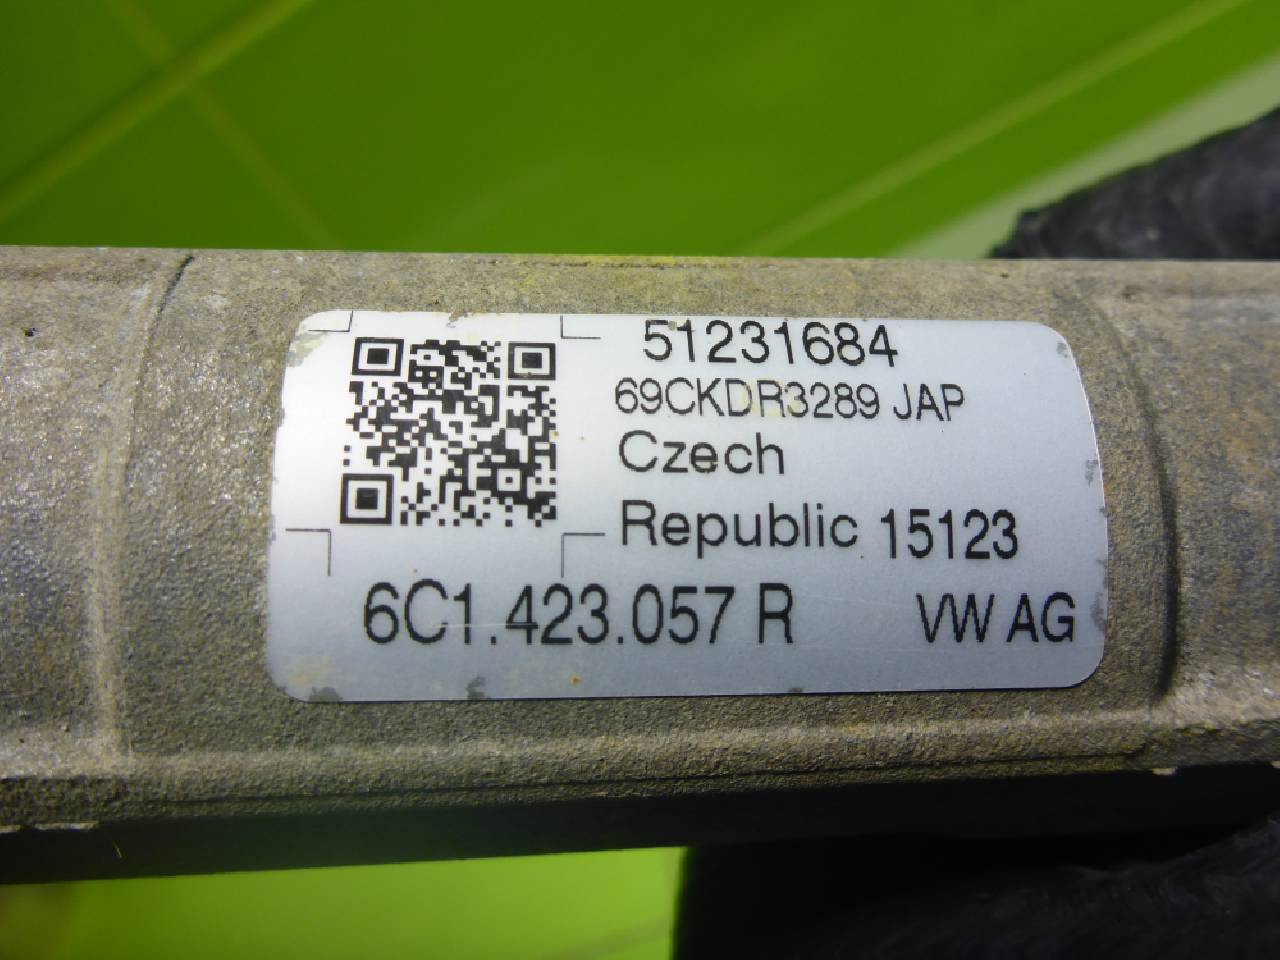 51231684
69CKDR3289 JAP
Czech
Republic 15123
6C1.423.057 R VW AG